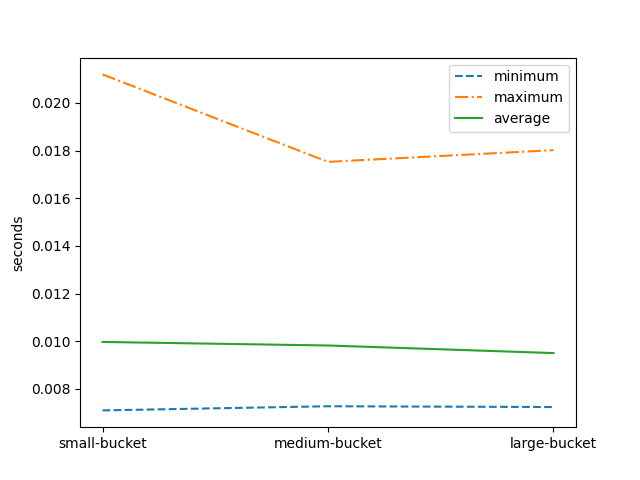 minimum
maximum
average
0.020
0.018
0.016
0.014
0.012
0.010
0.008
seconds
small-bucket
medium-bucket
large-bucket